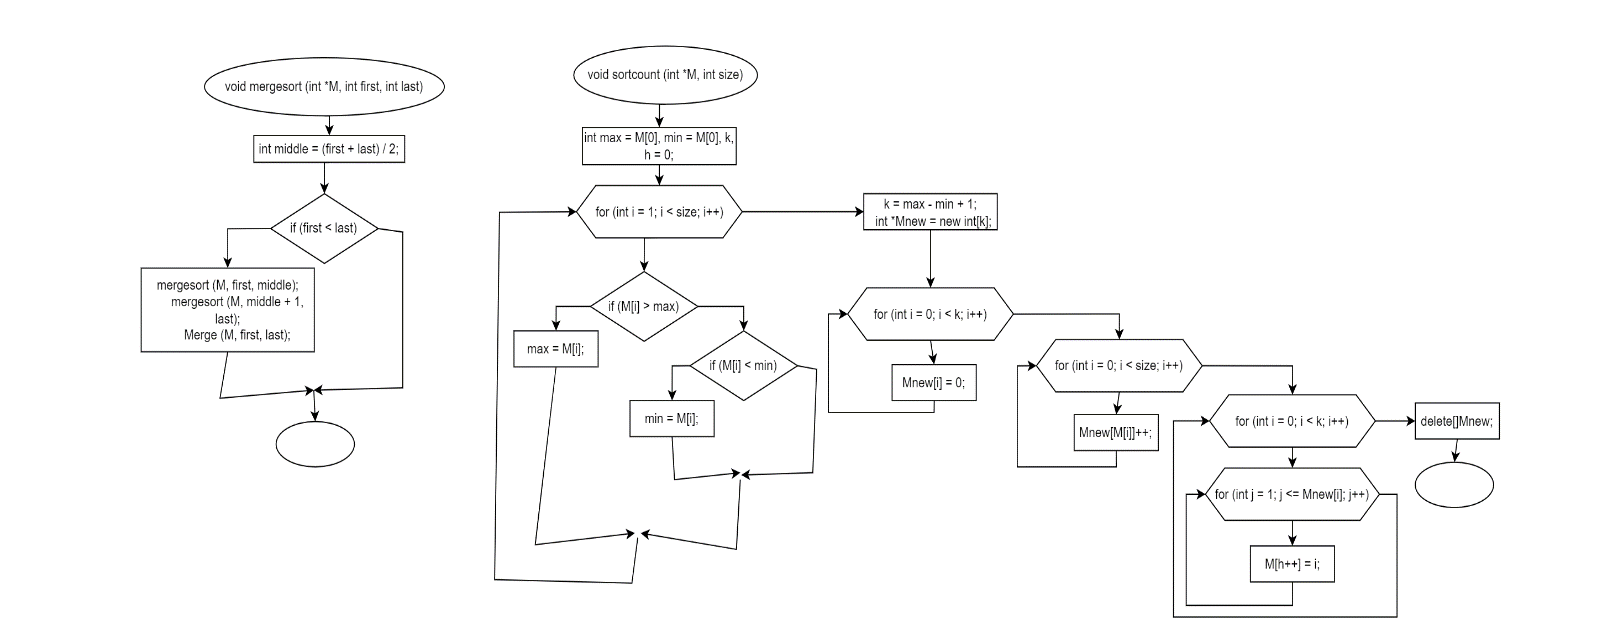 void mergesort (int *M, int first, int last)
int middle = (first + last) / 2;
if (first < last)
mergesort (M, first, middle);
mergesort (M, middle + 1,
last);
Merge (M, first, last);
void sortcount (int *M, int size)
int max = M[0], min = M[0], k,
h = 0;
for (int i = 1; i < size; i++)
if (M[i] > max)
max = M[i];
if (M[i] < min)
min = M[i];
k = max - min + 1;
int *Mnew = new int[k];
for (int i = 0; i < k; i++)
Mnew[i] = 0;
for (int i = 0; i < size; i++)
Mnew[M[i]]++;
for (int i = 0; i < k; i++)
for (int j = 1; j <= Mnew[i]; j++)
M[h++] = i;
delete[]Mnew;